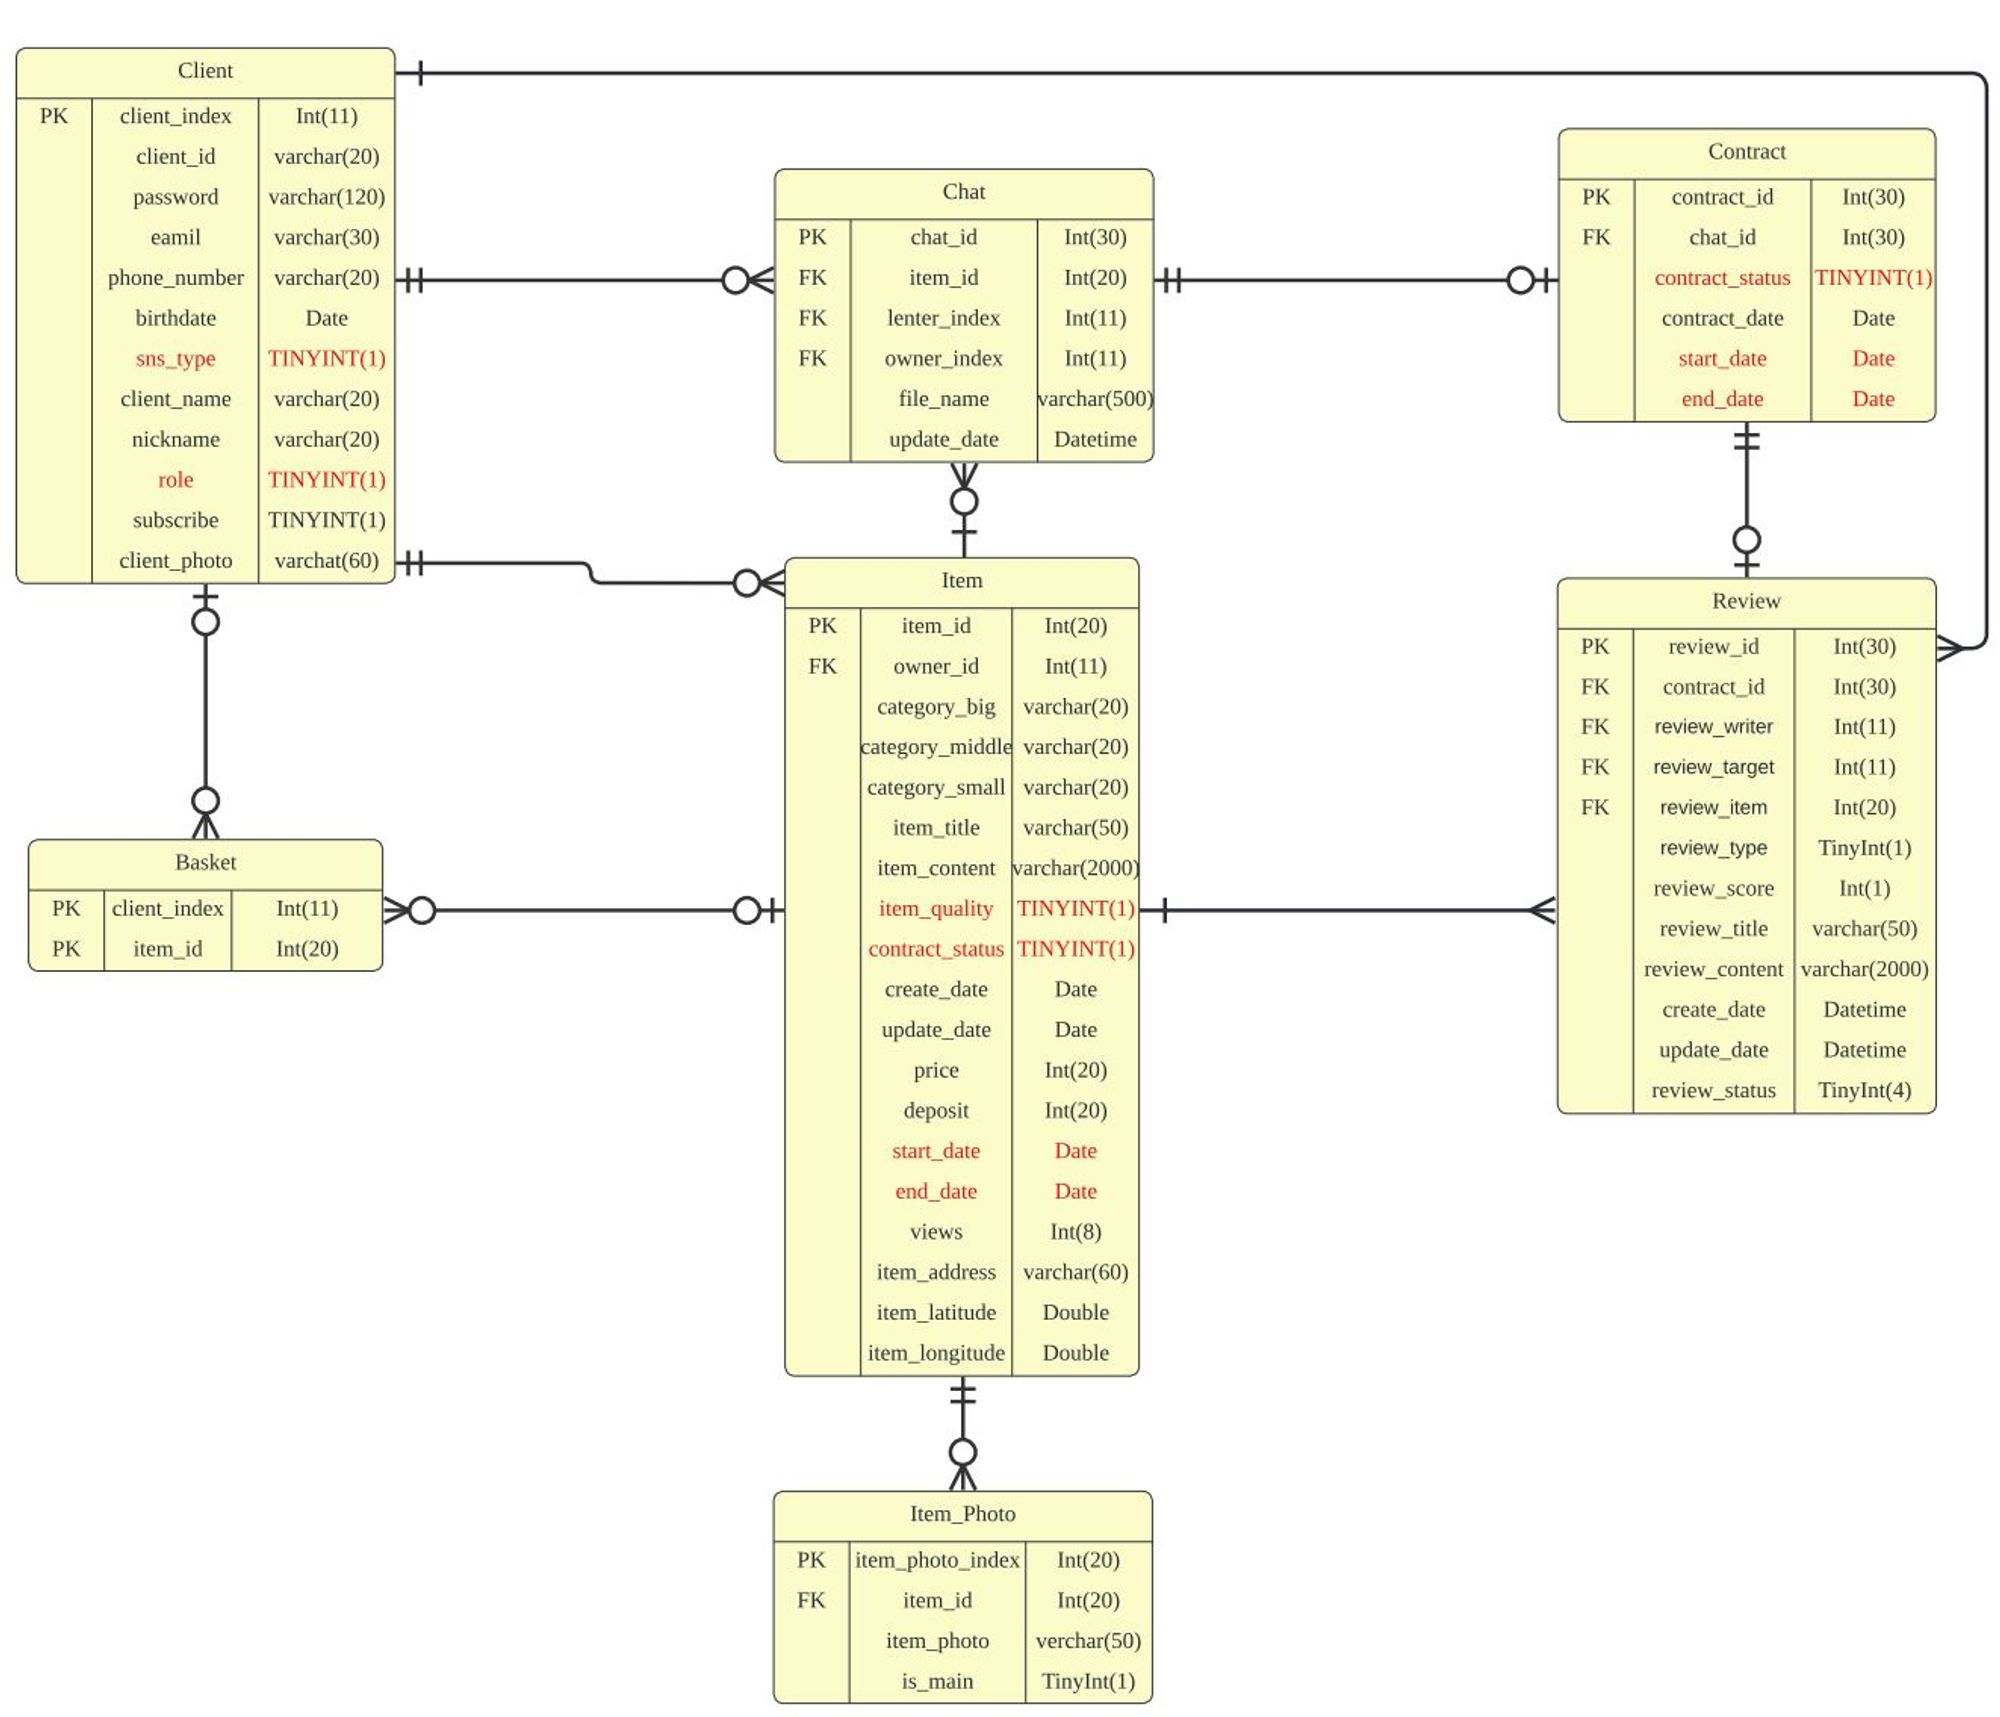 Client
PK client_index Int(11)
client_id varchar(20)
password varchar(120)
eamil varchar(30)
phone_number varchar(20)
birthdate Date
sns_type TINYINT(1)
client_name varchar(20)
nickname varchar(20)
role TINYINT(1)
subscribe TINYINT(1)
client_photo varchat(60)
Chat
PK chat_id Int(30)
FK item_id Int(20)
FK lenter_index Int(11)
FK owner_index Int(11)
file_name varchar(500)
update_date Datetime
Contract
PK contract_id Int(30)
FK chat_id Int(30)
contract_status TINYINT(1)
contract_date Date
start_date Date
end_date Date
Item
PK item_id Int(20)
FK owner_id Int(11)
category_big varchar(20)
category_middle varchar(20)
category_small varchar(20)
item_title varchar(50)
item_content varchar(2000)
item_quality TINYINT(1)
contract_status TINYINT(1)
create_date Date
update_date Date
price Int(20)
deposit Int(20)
start_date Date
end_date Date
views Int(8)
item_address varchar(60)
item_latitude Double
item_longitude Double
Review
PK review_id Int(30)
FK contract_id Int(30)
FK review_writer Int(11)
FK review_target Int(11)
FK review_item Int(20)
review_type TinyInt(1)
review_score Int(1)
review_title varchar(50)
review_content varchar(2000)
create_date Datetime
update_date Datetime
review_status TinyInt(4)
Basket
PK client_index Int(11)
PK item_id Int(20)
Item_Photo
PK item_photo_index Int(20)
FK item_id Int(20)
item_photo verchar(50)
is_main TinyInt(1)